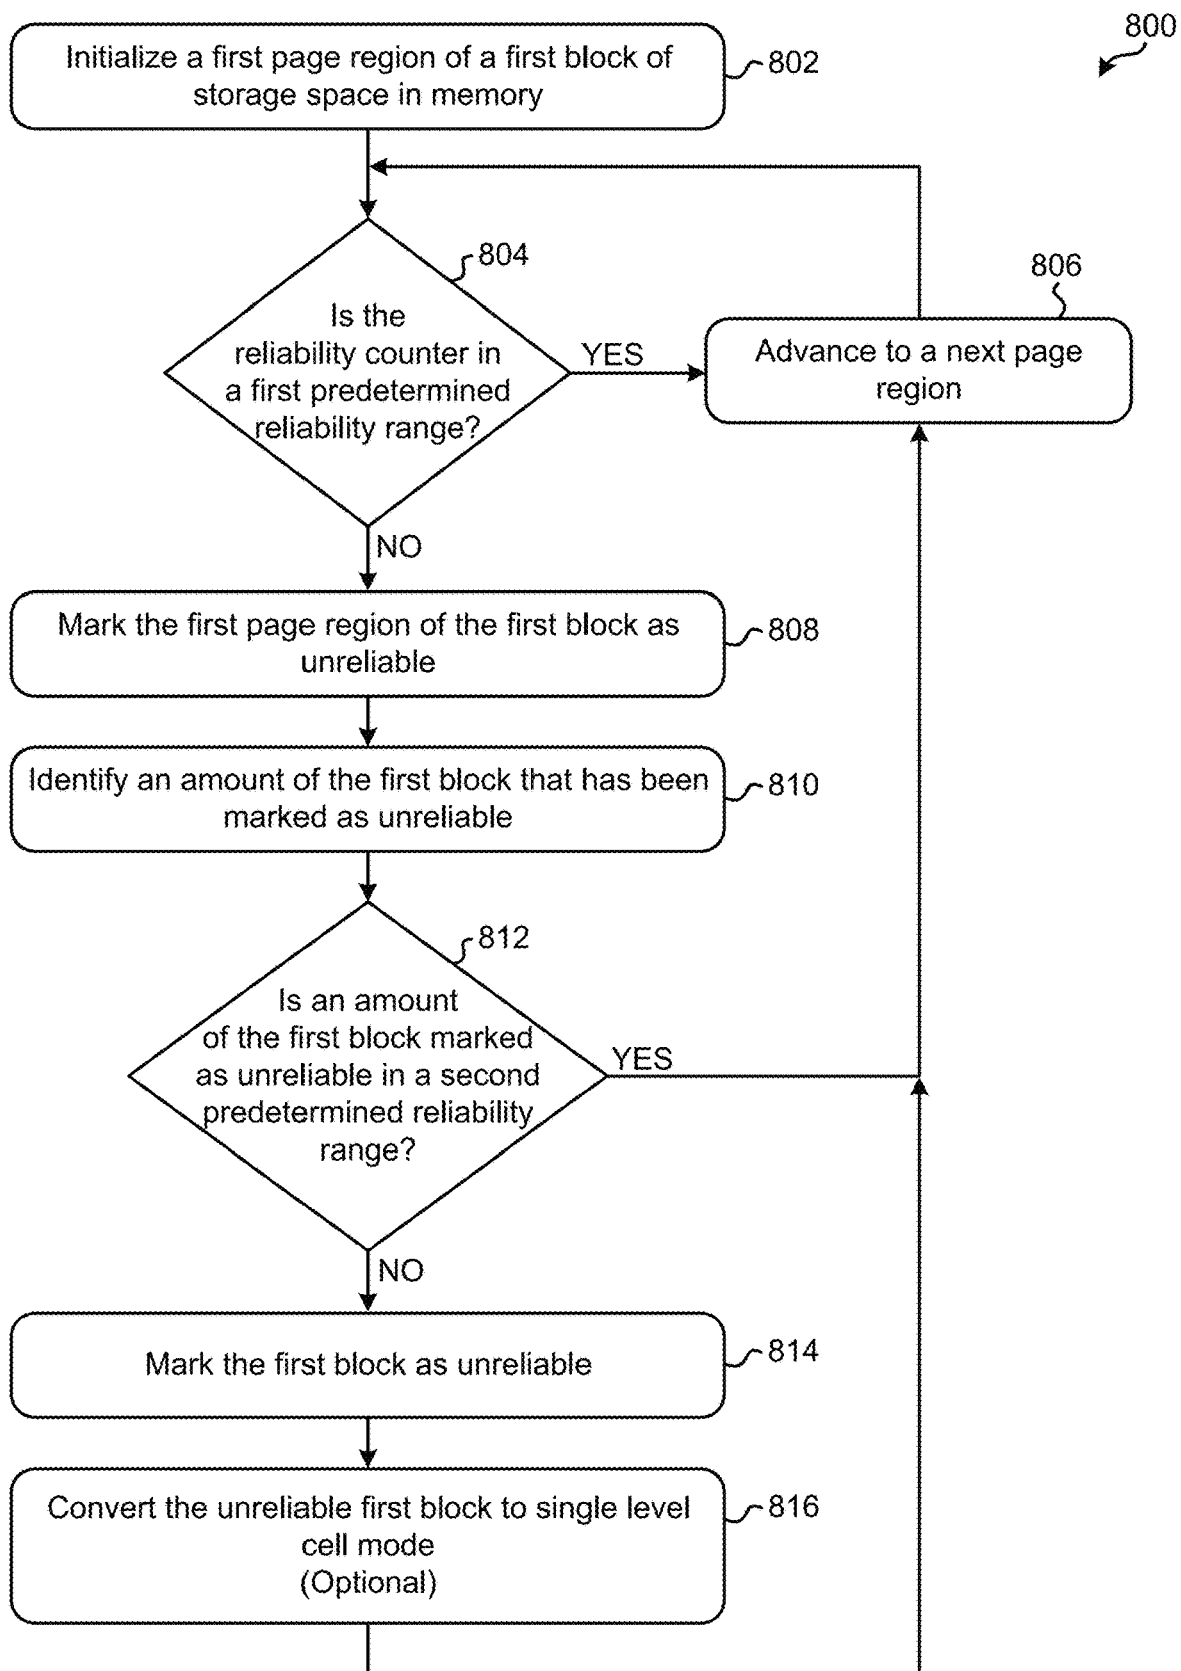 800
Initialize a first page region of a first block of
storage space in memory
802
804
Is the
reliability counter in
a first predetermined
reliability range?
YES
806
Advance to a next page
region
NO
Mark the first page region of the first block as
unreliable
808
Identify an amount of the first block that has been
marked as unreliable
810
812
Is an amount
of the first block marked
as unreliable in a second
predetermined reliability
range?
YES
NO
Mark the first block as unreliable
814
Convert the unreliable first block to single level
cell mode
(Optional)
816